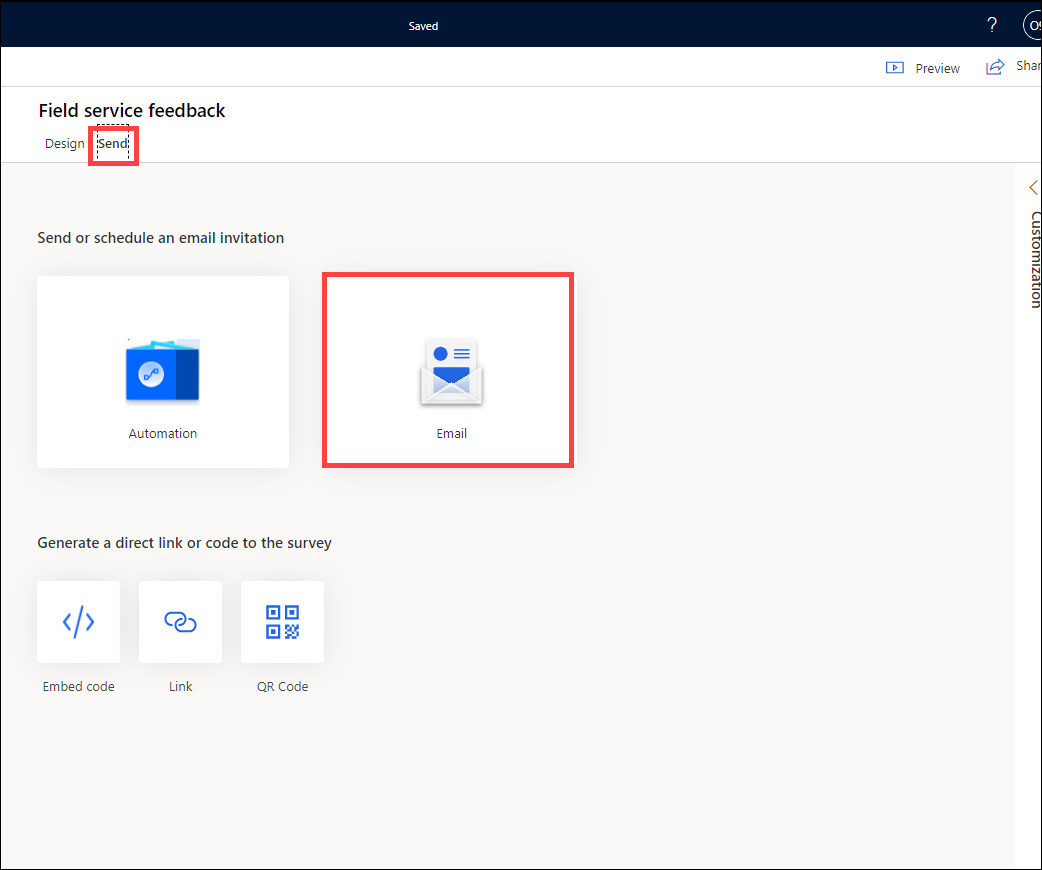 Saved
?
Preview
Shar
Field service feedback
Design Send
Customization
Send or schedule an email invitation
Automation Email
Generate a direct link or code to the survey
Embed code Link QR Code